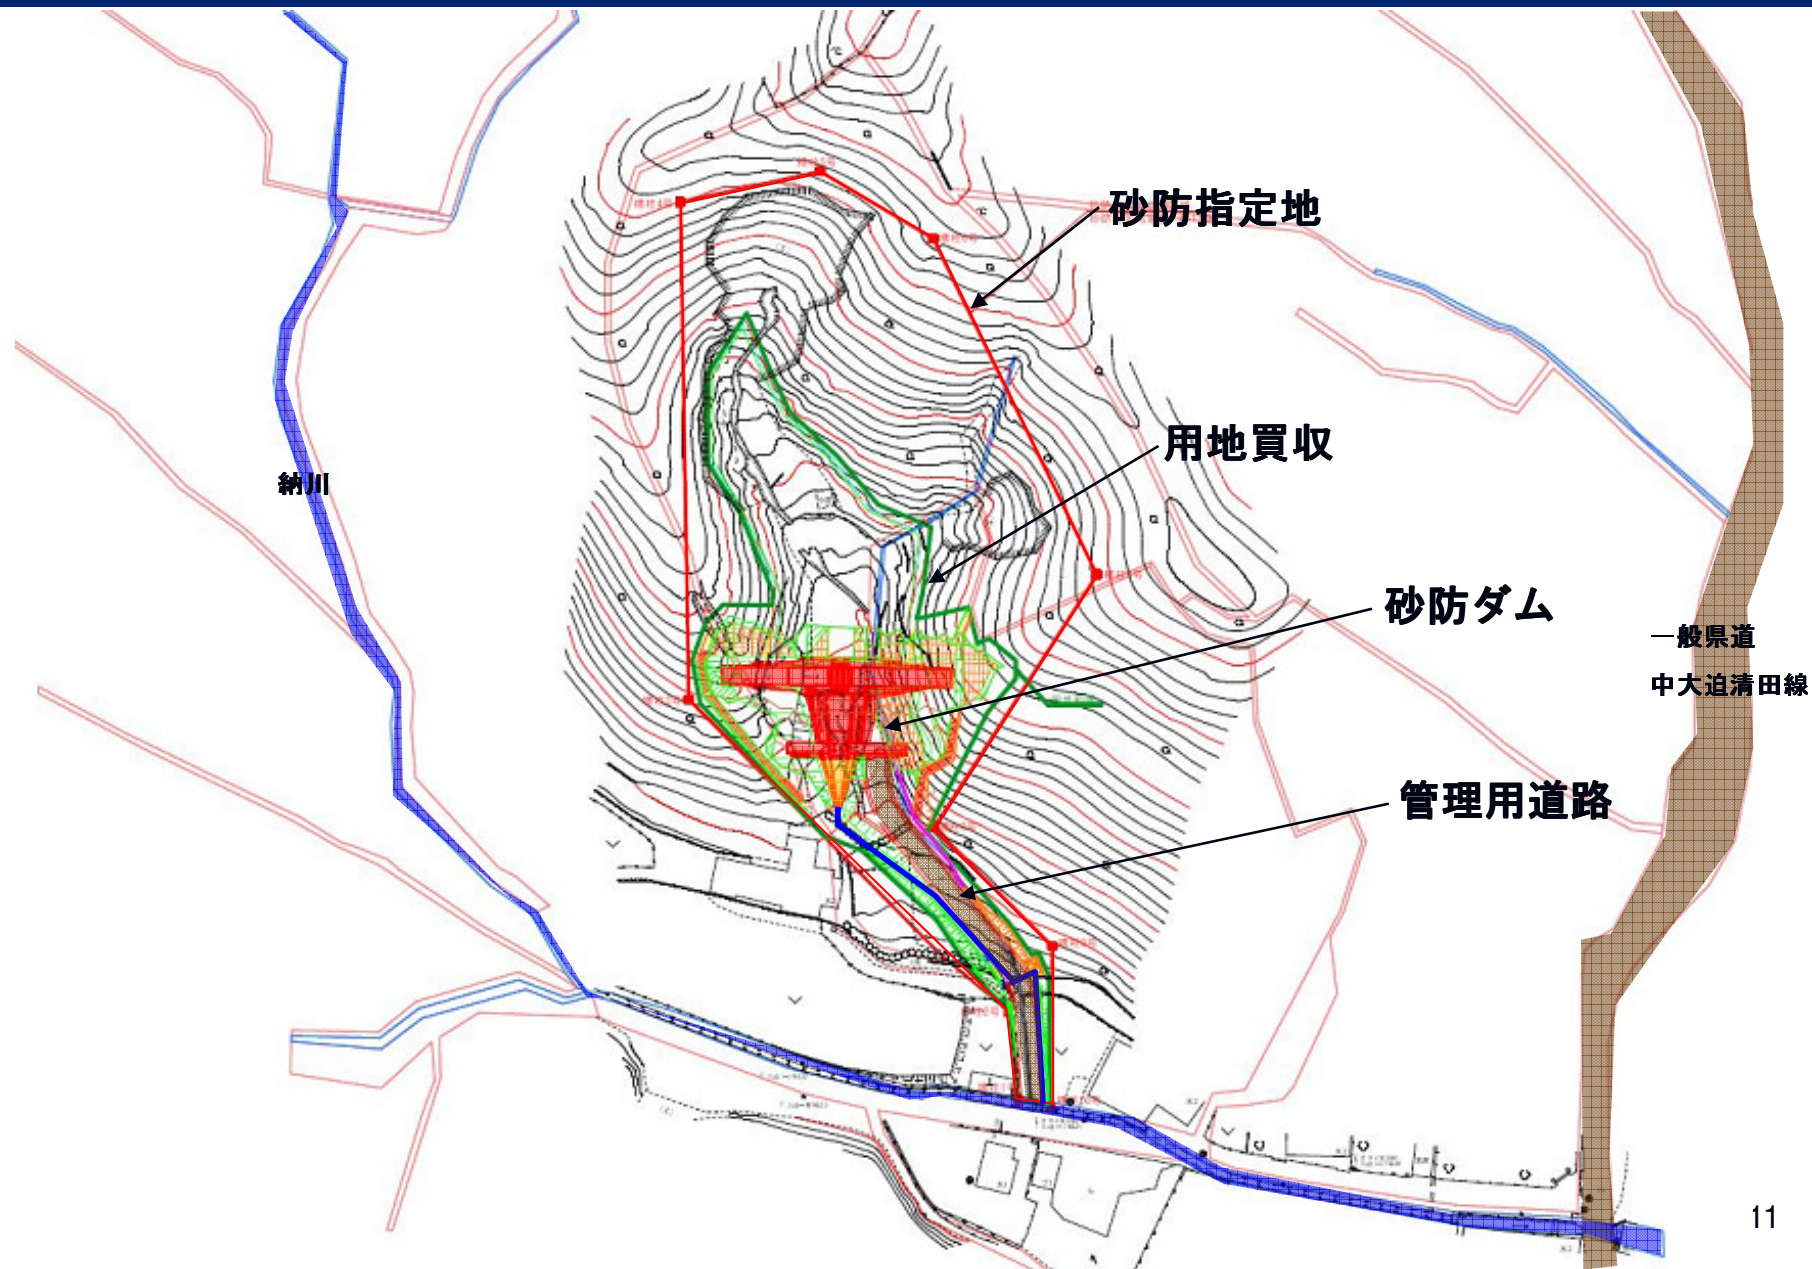 砂防指定地
用地買収
納川
砂防ダム
一般県道
中大迫清田線
管理用道路
11